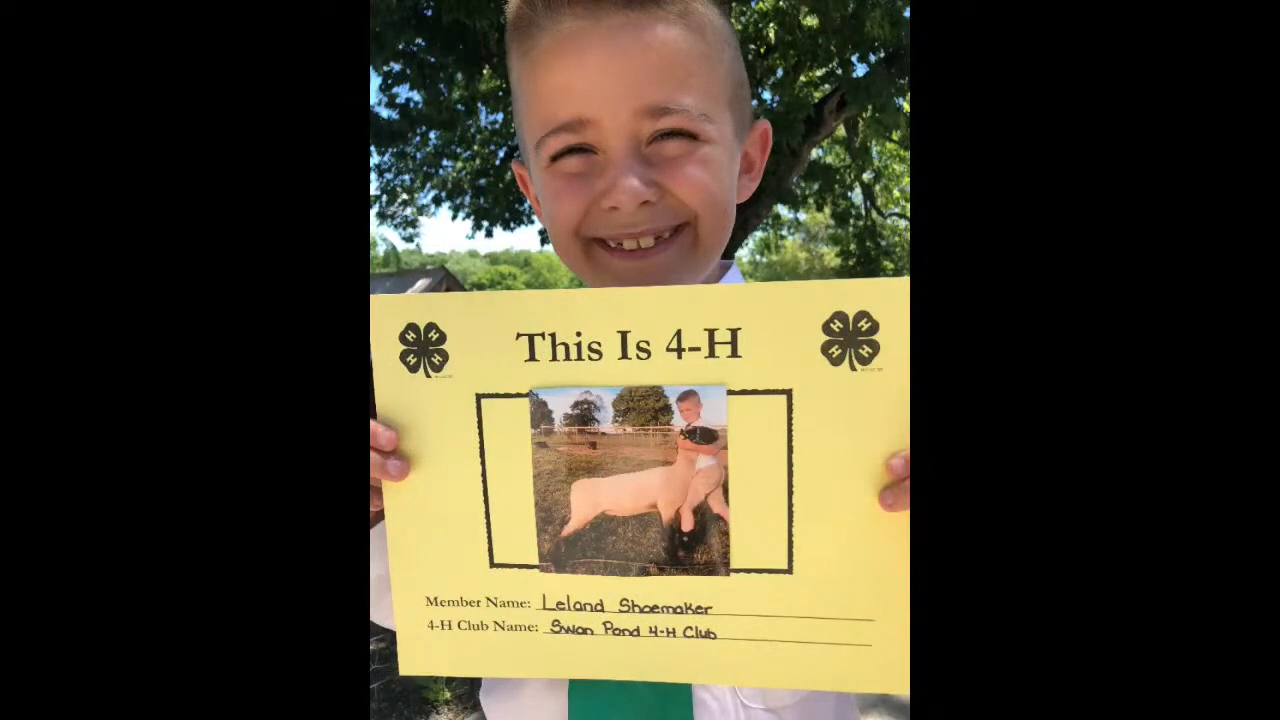 This Is 4-H
H H H H
H H H H
Member Name: Leland Shoemaker
4-H Club Name: Swan Pond 4-H Club